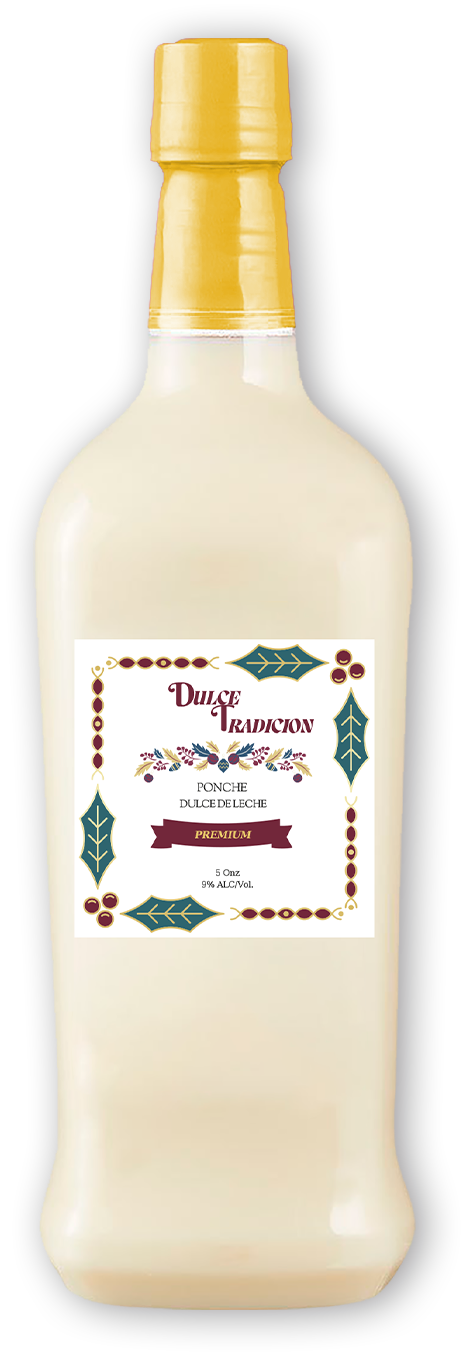 DULCE
TRADICION
PONCHE
DULCE DE LECHE
PREMIUM
5 Onz
9% ALC/Vol.